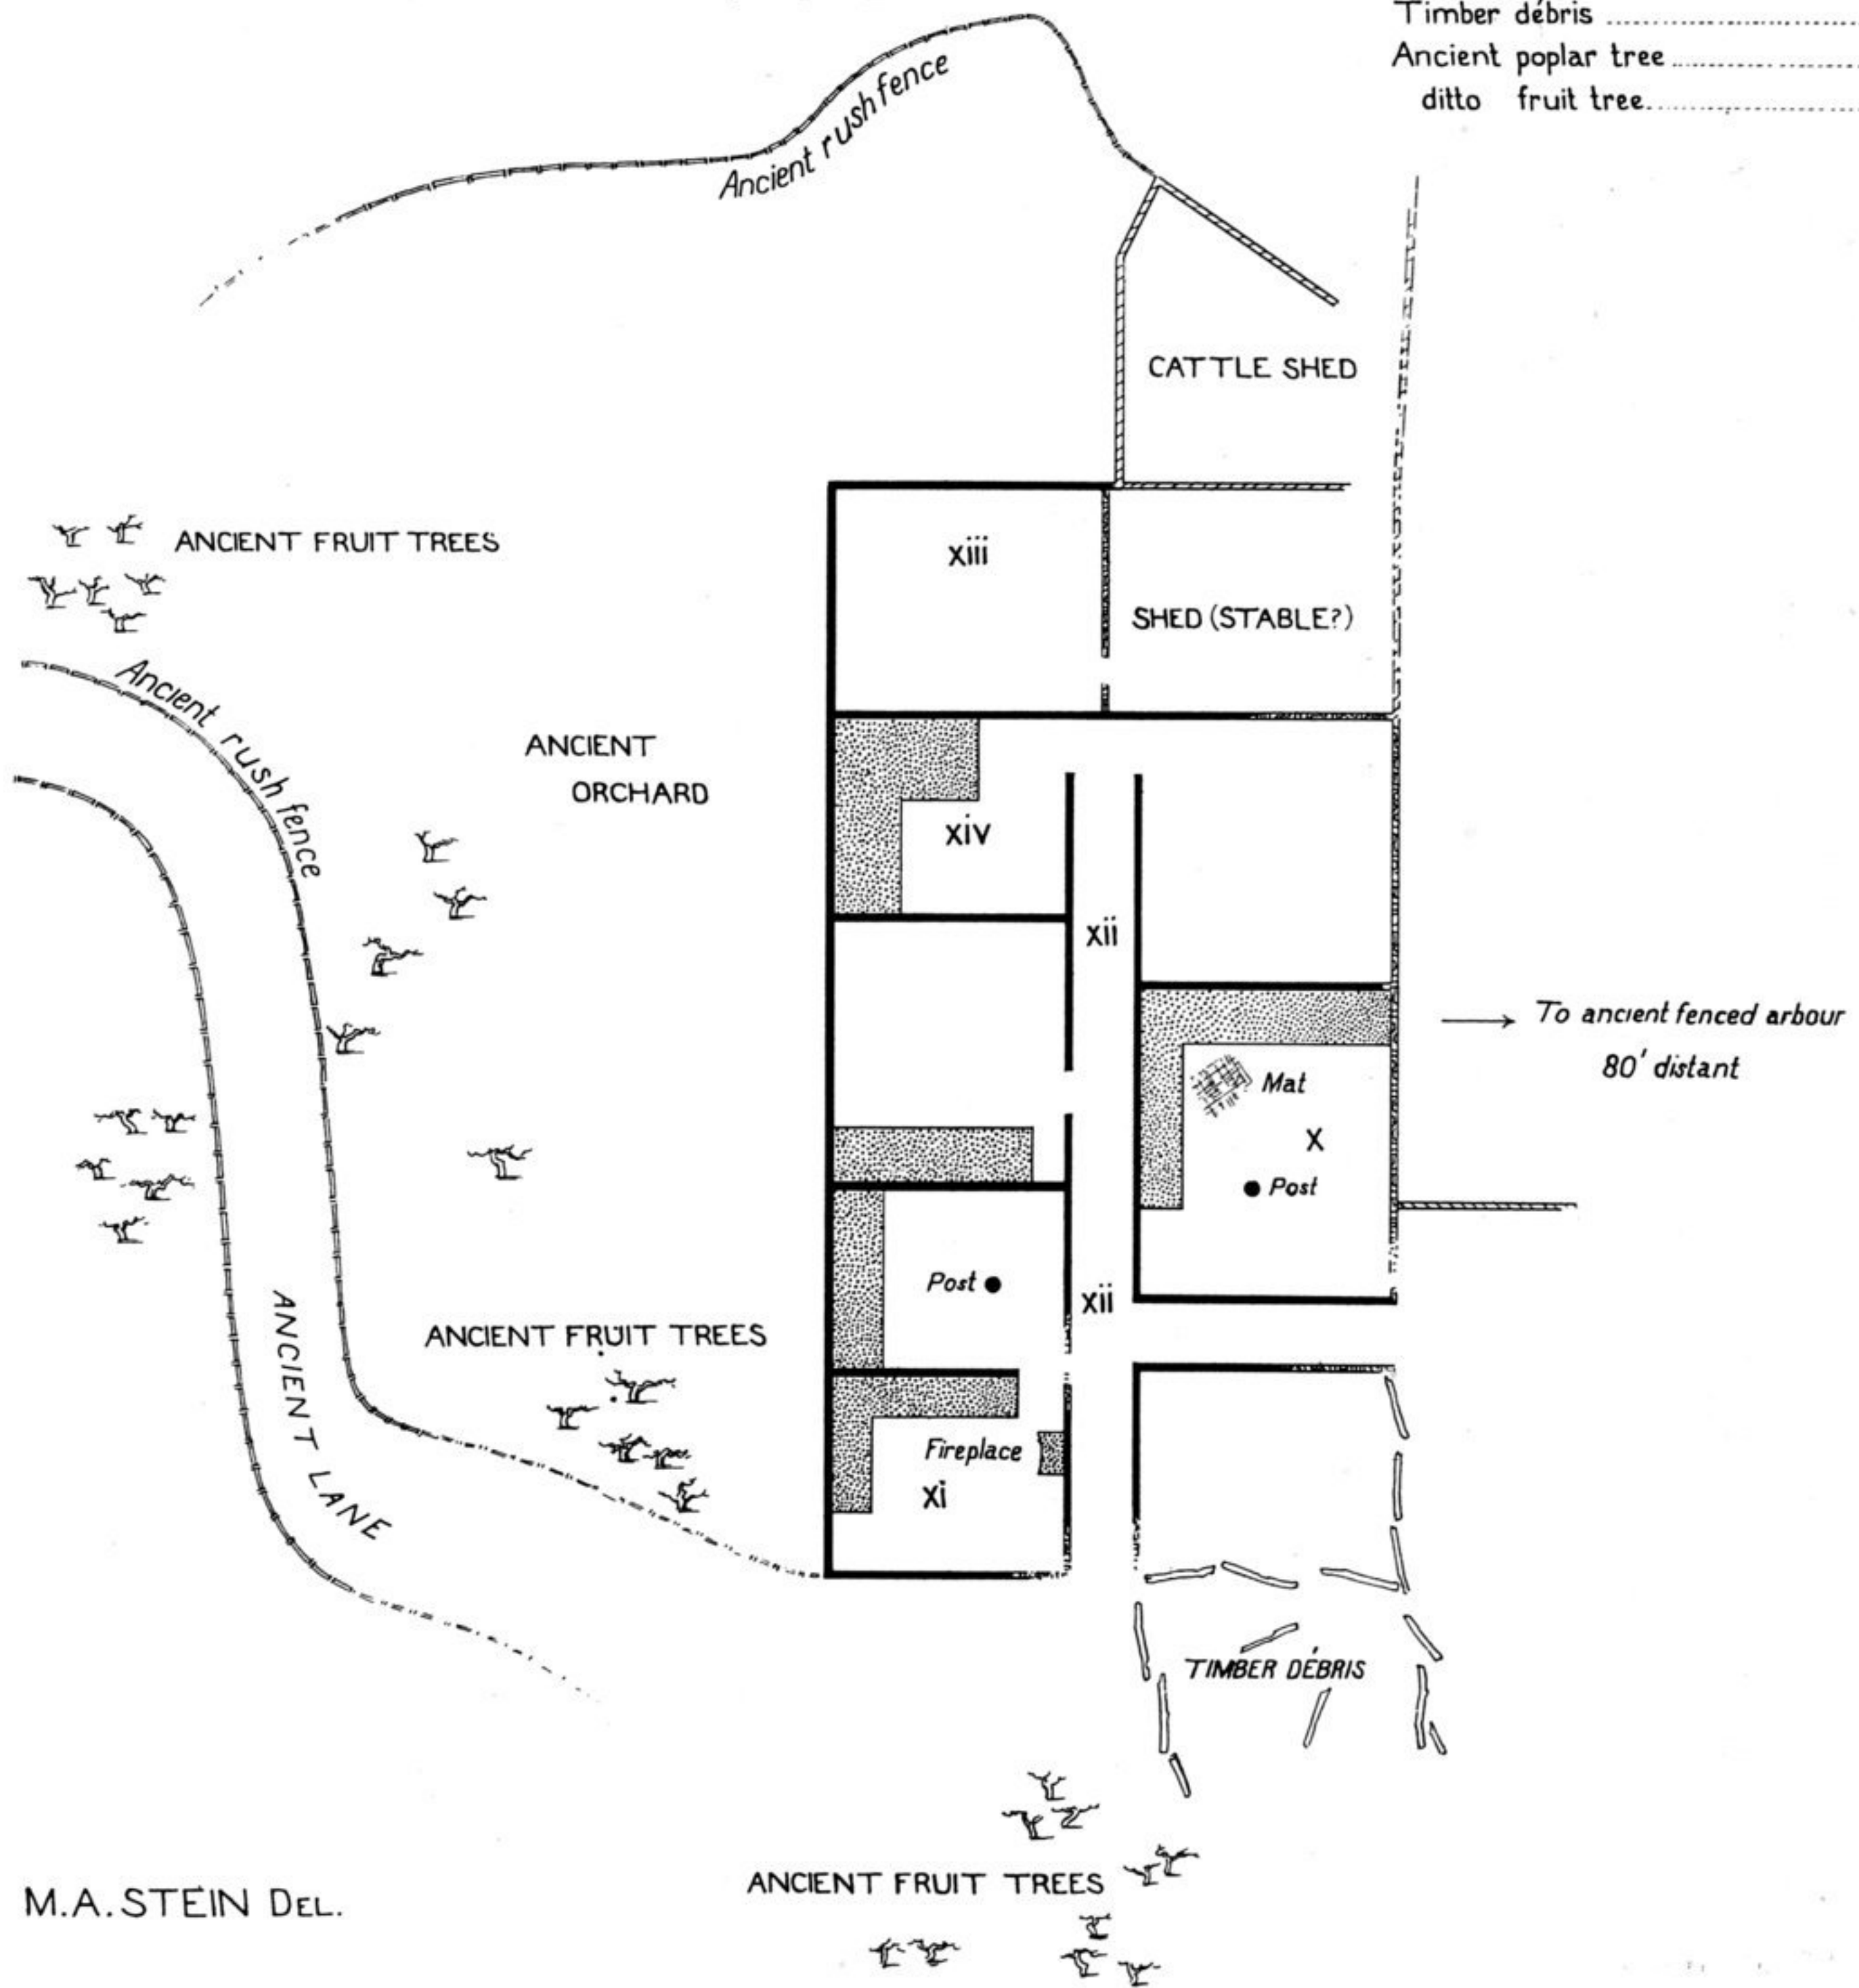 Timber débris
Ancient poplar tree
ditto fruit tree
Ancient rush fence
CATTLE SHED
ANCIENT FRUIT TREES
xiii
SHED (STABLE?)
Ancient rush fence
ANCIENT
ORCHARD
xiv
xii
To ancient fenced arbour
80' distant
Mat
X
Post
Post
xii
ANCIENT FRUIT TREES
ANCIENT LANE
Fireplace
xi
TIMBER DÉBRIS
ANCIENT FRUIT TREES
M.A. STEIN DEL.